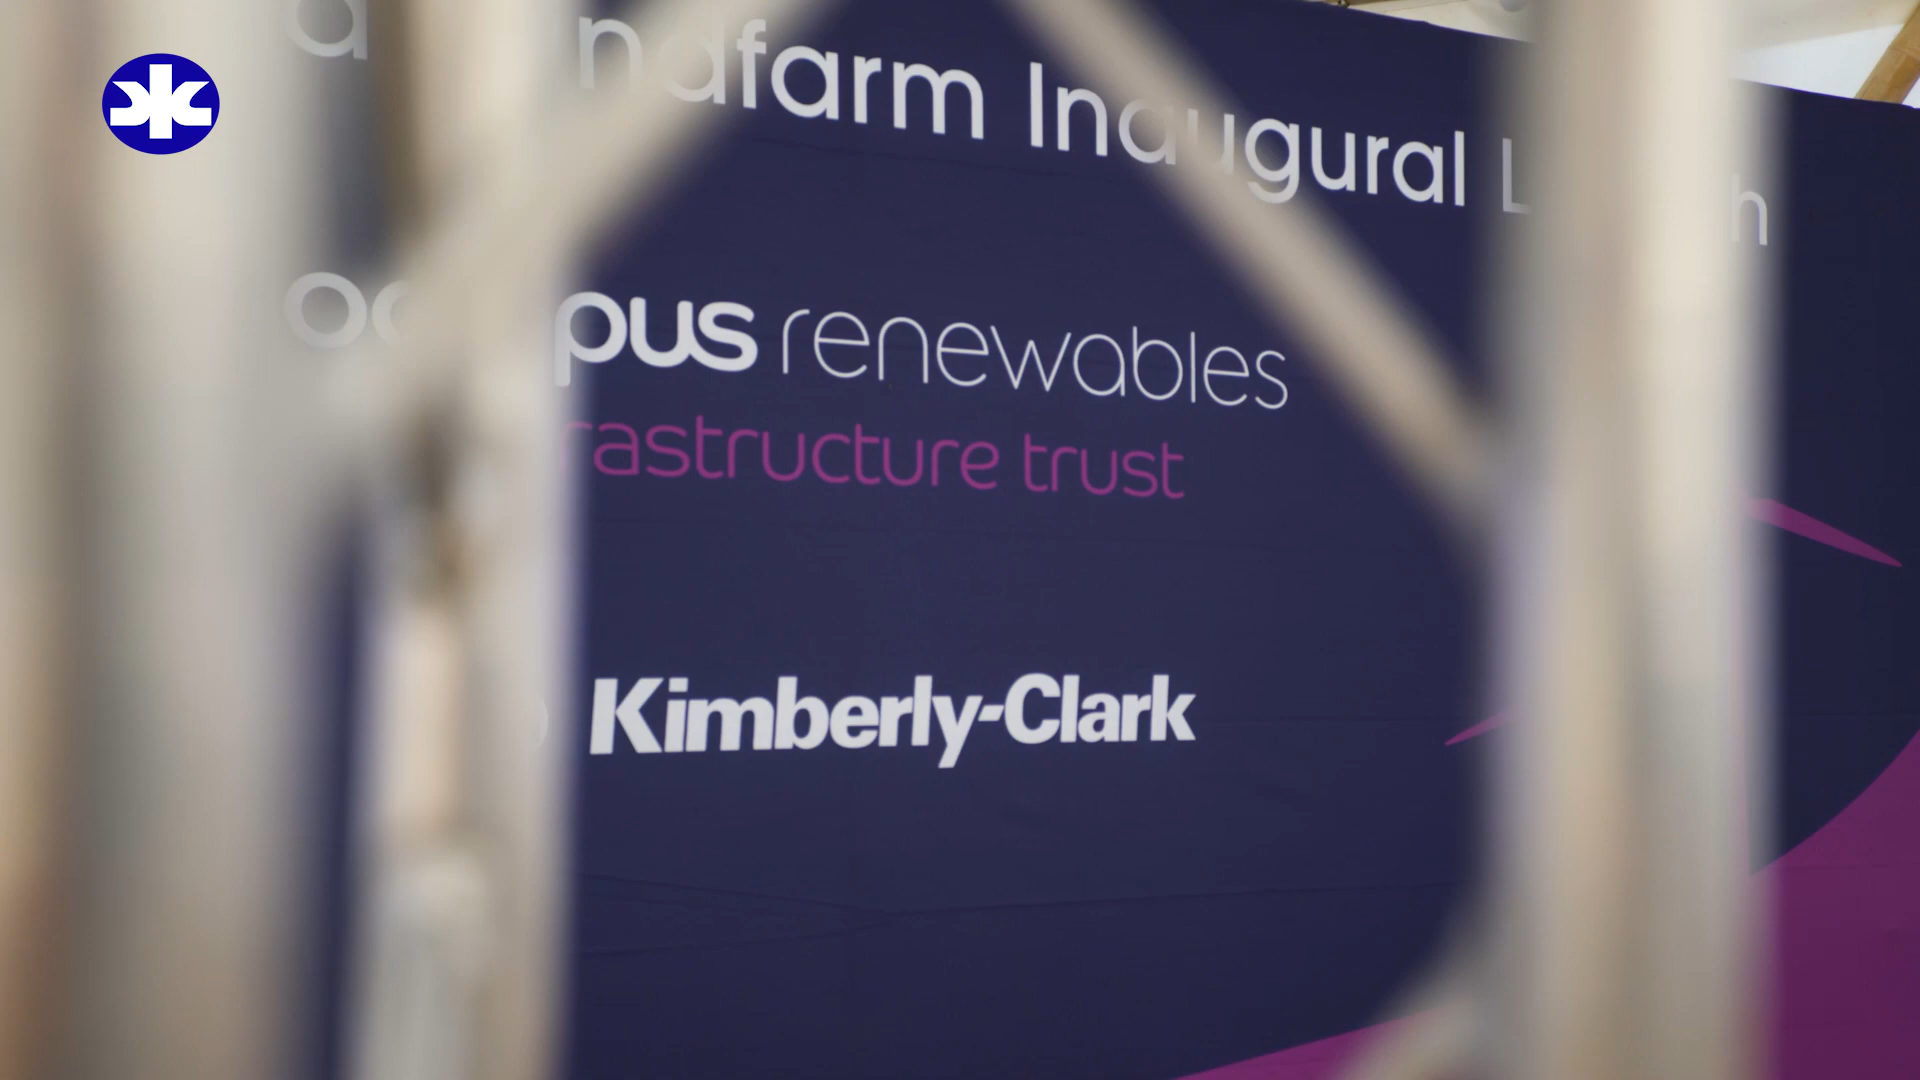 farm Inaugural
pus renewables
rastructure trust
Kimberly-Clark